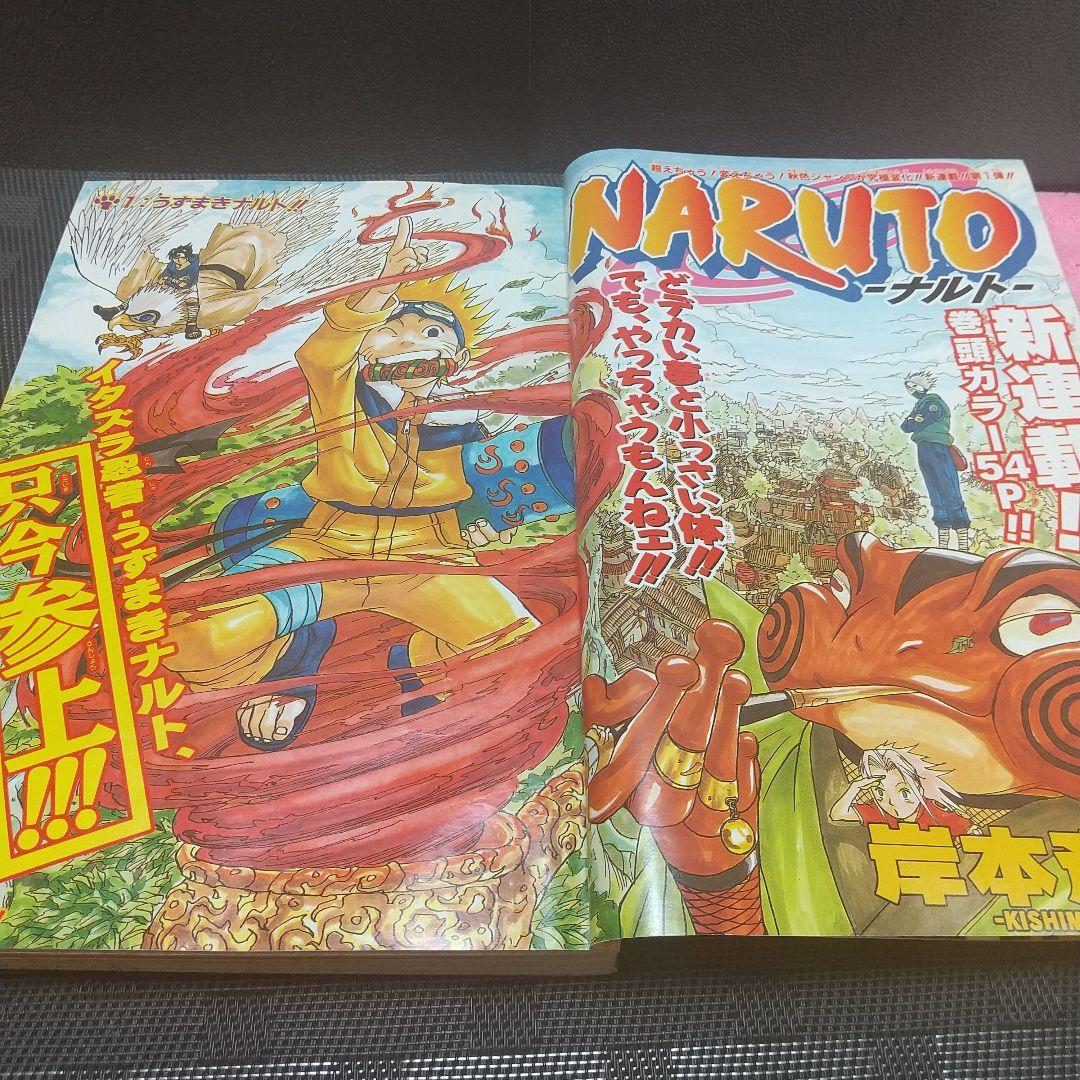 超えちゃう!変えちゃう!秋色ジャンプが究極変化!!新連載!!第1弾!!
NARUTO
-ナルト-
新連載!
巻頭カラー54P!!
どデカい夢と小っさい体!!
でも、やっちゃうもんねェ!!
岸本
-KISHIM
1:うずまきナルト!!
イタズラ忍者・うずまきナルト、
只今参上!!!